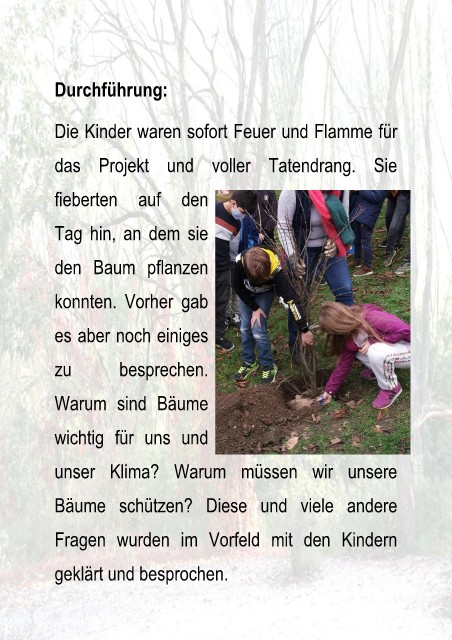 Durchführung:
Die Kinder waren sofort Feuer und Flamme für
das Projekt und voller Tatendrang. Sie
fieberten auf den
Tag hin, an dem sie
den Baum pflanzen
konnten. Vorher gab
es aber noch einiges
zu besprechen.
Warum sind Bäume
wichtig für uns und
unser Klima? Warum müssen wir unsere
Bäume schützen? Diese und viele andere
Fragen wurden im Vorfeld mit den Kindern
geklärt und besprochen.